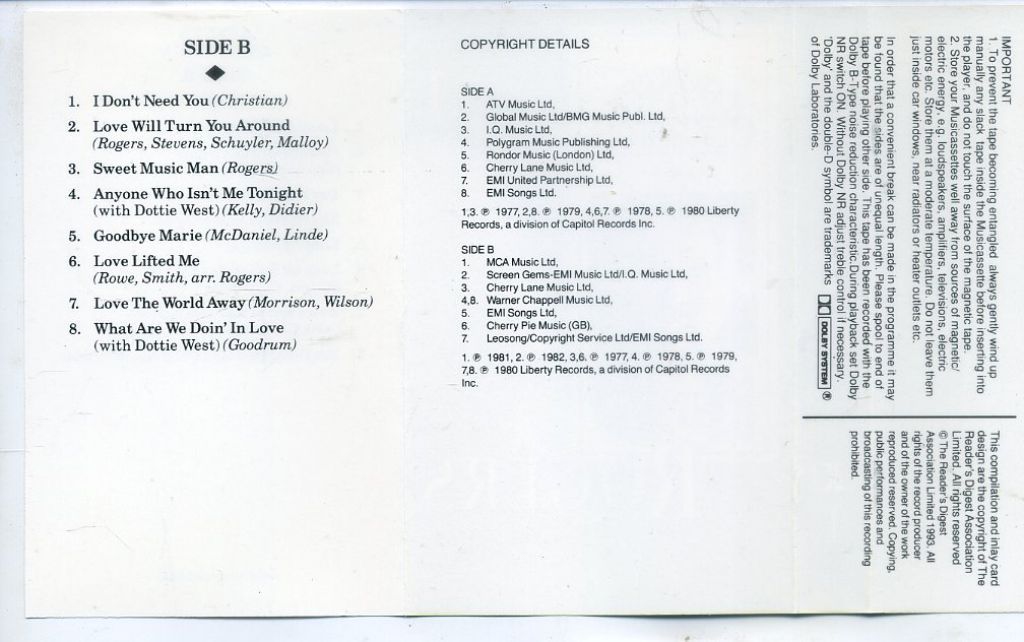 SIDE B
1. I Don't Need You (Christian)
2. Love Will Turn You Around
(Rogers, Stevens, Schuyler, Malloy)
3. Sweet Music Man (Rogers)
4. Anyone Who Isn't Me Tonight
(with Dottie West) (Kelly, Didier)
5. Goodbye Marie (McDaniel, Linde)
6. Love Lifted Me
(Rowe, Smith, arr. Rogers)
7. Love The World Away (Morrison, Wilson)
8. What Are We Doin' In Love
(with Dottie West) (Goodrum)
COPYRIGHT DETAILS
SIDE A
1. ATV Music Ltd,
2. Global Music Ltd/BMG Music Publ. Ltd,
3. I.Q. Music Ltd,
4. Polygram Music Publishing Ltd,
5. Rondor Music (London) Ltd,
6. Cherry Lane Music Ltd,
7. EMI United Partnership Ltd,
8. EMI Songs Ltd.
1,3. ℗ 1977, 2,8. ℗ 1979, 4,6,7. ℗ 1978, 5. ℗ 1980 Liberty
Records, a division of Capitol Records Inc.
SIDE B
1. MCA Music Ltd,
2. Screen Gems-EMI Music Ltd/I.Q. Music Ltd,
3. Cherry Lane Music Ltd,
4,8. Warner Chappell Music Ltd,
5. EMI Songs Ltd,
6. Cherry Pie Music (GB),
7. Leosong/Copyright Service Ltd/EMI Songs Ltd.
1. ℗ 1981, 2. ℗ 1982, 3,6. ℗ 1977, 4. ℗ 1978, 5. ℗ 1979,
7,8. ℗ 1980 Liberty Records, a division of Capitol Records
Inc.
IMPORTANT
1. To prevent the tape becoming entangled always gently wind up
manually any slack tape inside the Musicassette before inserting into
the player, and do not touch the surface of the magnetic tape.
2. Store your Musicassettes well away from sources of magnetic/
electric energy, e.g. loudspeakers, amplifiers, televisions, electric
motors etc. Store them at a moderate temperature. Do not leave them
just inside car windows, near radiators or heater outlets etc.
In order that a convenient break can be made in the programme it may
be found that the sides are of unequal length. Please spool to end of
tape before playing other side. This tape has been recorded with the
Dolby B-Type noise reduction characteristic. During playback set Dolby
NR switch ON. Without Dolby NR adjust treble control if necessary.
'Dolby' and the double-D symbol are trademarks
of Dolby Laboratories.
DOLBY SYSTEM ®
This compilation and inlay card
design are the copyright of The
Reader's Digest Association
Limited. All rights reserved
© The Reader's Digest
Association Limited 1993. All
rights of the record producer
and of the owner of the work
reproduced reserved. Copying,
public performances and
broadcasting of this recording
prohibited.